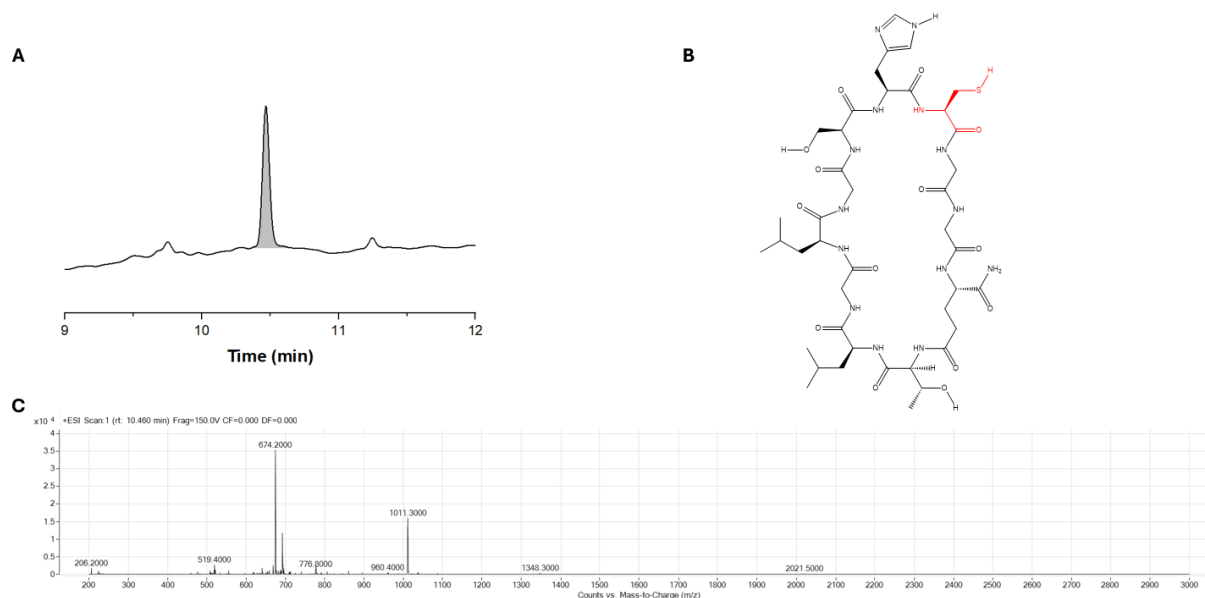 A
B
H
N
N
O
O
H
S
O
NH
HN
O
H
O
NH
NH
O
O
O
NH
NH
NH
O
O
HN
NH₂
O
NH
O
O
NH
HN
H
O
O
O
H
9 10 11 12
Time (min)
C
x10 4 +ESI Scan:1 (rt: 10.460 min) Frag=150.0V CF=0.000 DF=0.000
4
3.5
3
2.5
2
1.5
1
0.5
0
674.2000
1011.3000
206.2000
519.4000
776.8000
960.4000
1348.3000
2021.5000
200 300 400 500 600 700 800 900 1000 1100 1200 1300 1400 1500 1600 1700 1800 1900 2000 2100 2200 2300 2400 2500 2600 2700 2800 2900 3000
Counts vs. Mass-to-Charge (m/z)